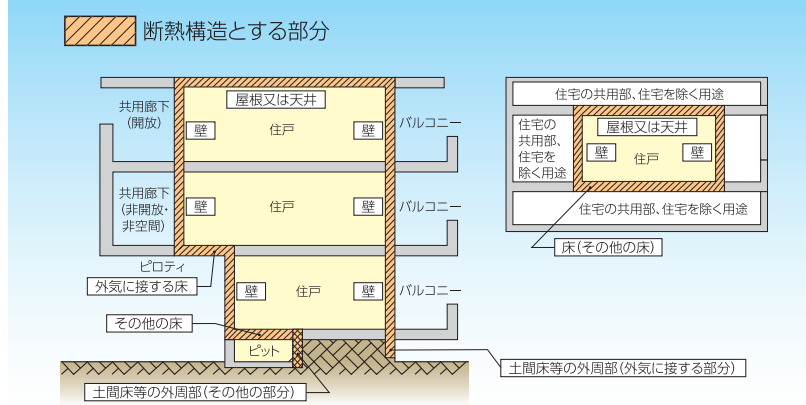 断熱構造とする部分
共用廊下
(開放)
屋根又は天井
壁
住戸
壁
バルコニー
共用廊下
(非開放・
非空間)
壁
住戸
壁
バルコニー
ピロティ
外気に接する床
壁
住戸
壁
バルコニー
その他の床
ピット
土間床等の外周部(その他の部分)
土間床等の外周部(外気に接する部分)
住宅の共用部、住宅を除く用途
住宅の
共用部、
住宅を
除く用途
屋根又は天井
壁
住戸
壁
住宅の共用部、住宅を除く用途
床(その他の床)